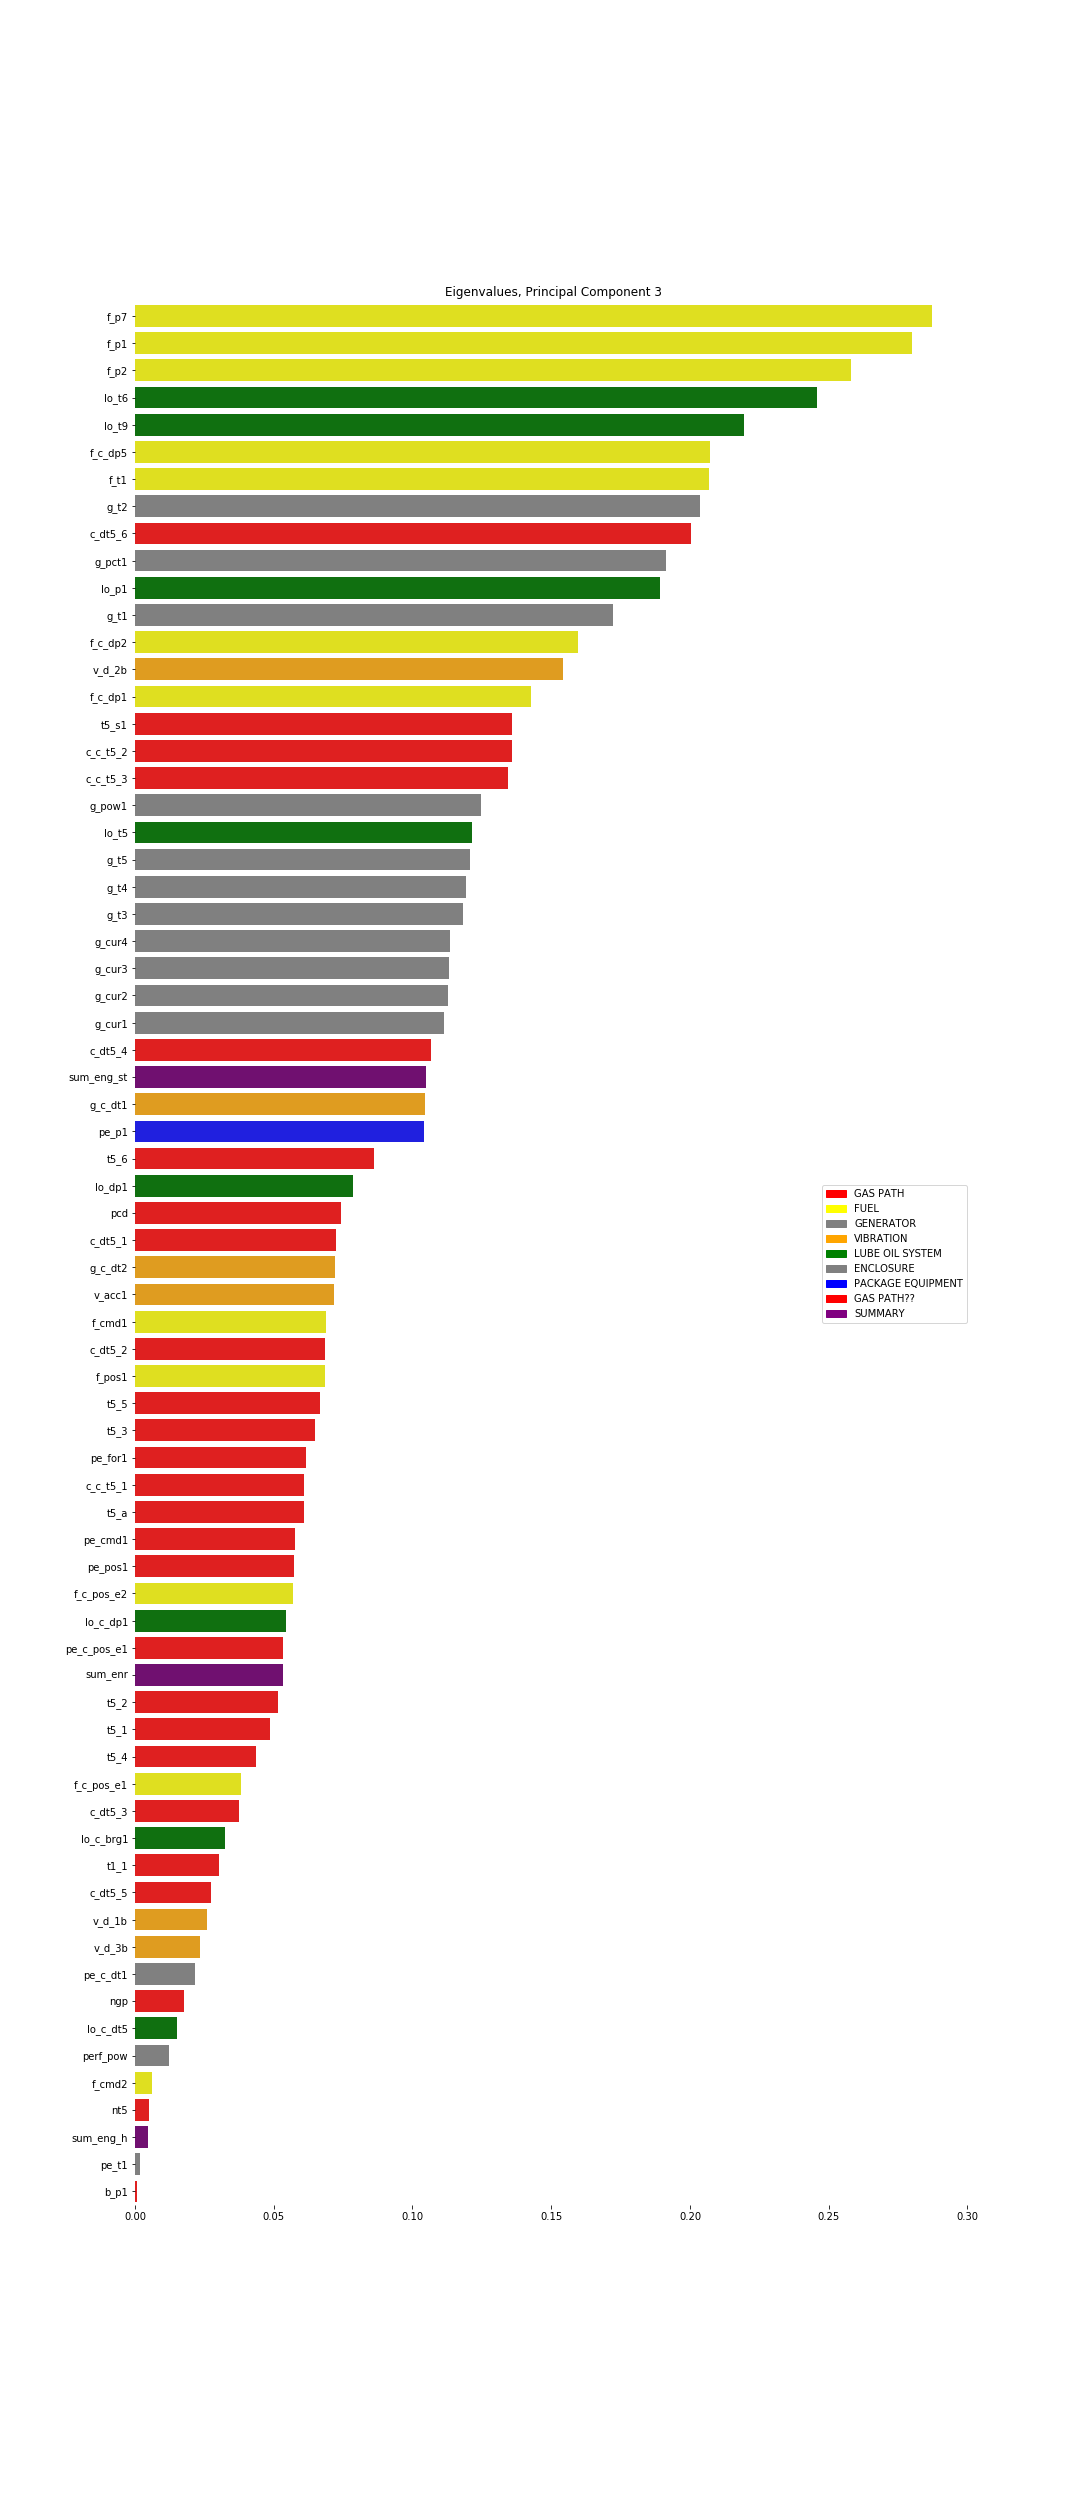 Eigenvalues, Principal Component 3
f_p7
f_p1
f_p2
lo_t6
lo_t9
f_c_dp5
f_t1
g_t2
c_dt5_6
g_pct1
lo_p1
g_t1
f_c_dp2
v_d_2b
f_c_dp1
t5_s1
c_c_t5_2
c_c_t5_3
g_pow1
lo_t5
g_t5
g_t4
g_t3
g_cur4
g_cur3
g_cur2
g_cur1
c_dt5_4
sum_eng_st
g_c_dt1
pe_p1
t5_6
lo_dp1
pcd
c_dt5_1
g_c_dt2
v_acc1
f_cmd1
c_dt5_2
f_pos1
t5_5
t5_3
pe_for1
c_c_t5_1
t5_a
pe_cmd1
pe_pos1
f_c_pos_e2
lo_c_dp1
pe_c_pos_e1
sum_enr
t5_2
t5_1
t5_4
f_c_pos_e1
c_dt5_3
lo_c_brg1
t1_1
c_dt5_5
v_d_1b
v_d_3b
pe_c_dt1
ngp
lo_c_dt5
perf_pow
f_cmd2
nt5
sum_eng_h
pe_t1
b_p1
0.00 0.05 0.10 0.15 0.20 0.25 0.30
GAS PATH
FUEL
GENERATOR
VIBRATION
LUBE OIL SYSTEM
ENCLOSURE
PACKAGE EQUIPMENT
GAS PATH??
SUMMARY